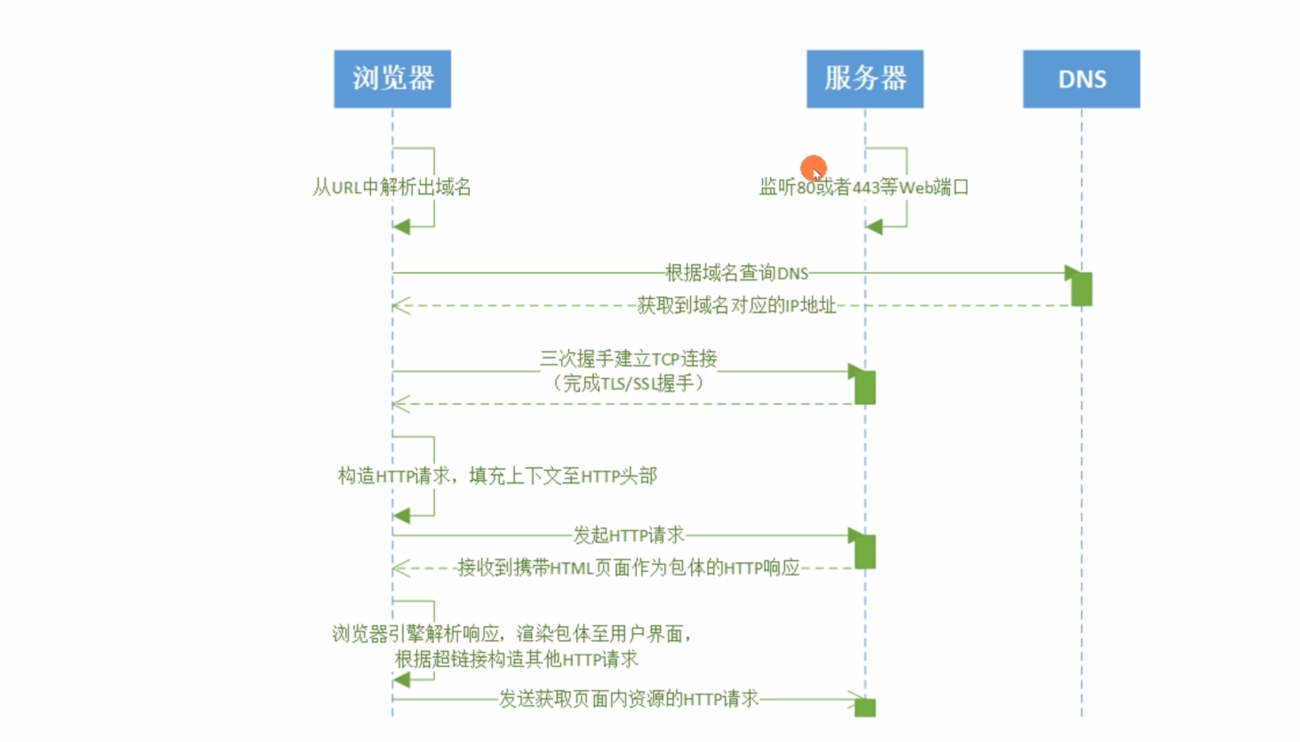 浏览器
服务器
DNS
从URL中解析出域名
监听80或者443等Web端口
根据域名查询DNS
获取到域名对应的IP地址
三次握手建立TCP连接
（完成TLS/SSL握手）
构造HTTP请求，填充上下文至HTTP头部
发起HTTP请求
接收到携带HTML页面作为包体的HTTP响应
浏览器引擎解析响应，渲染包体至用户界面，
根据超链接构造其他HTTP请求
发送获取页面内资源的HTTP请求